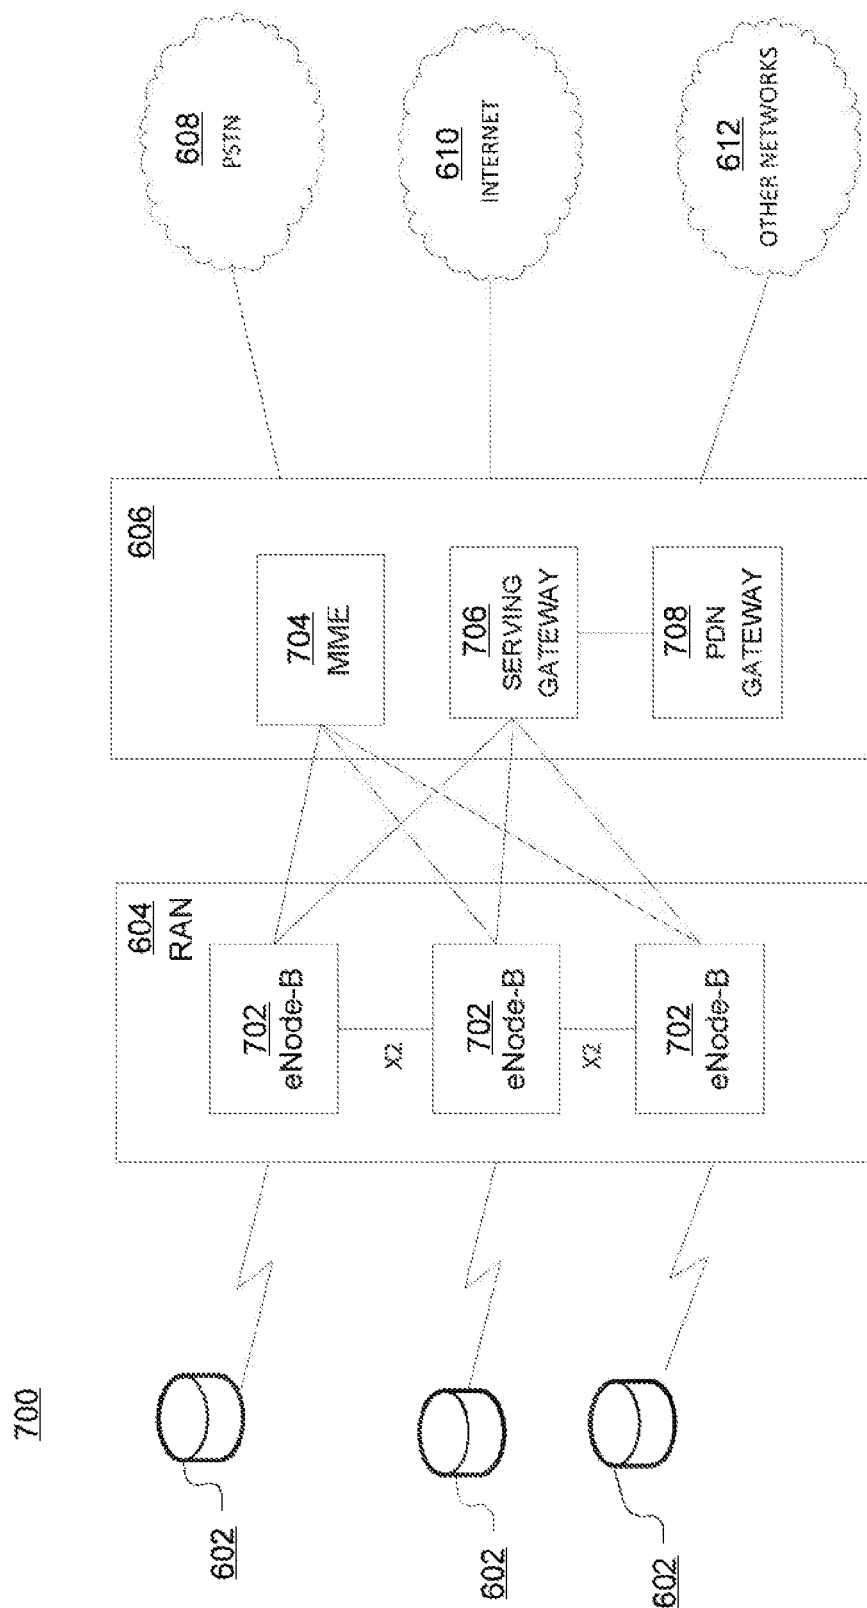 700
602
602
602
604
RAN
702
eNode-B
X2
702
eNode-B
X2
702
eNode-B
606
704
MIME
706
SERVING
GATEWAY
708
PDN
GATEWAY
608
PSTN
610
INTERNET
612
OTHER NETWORKS